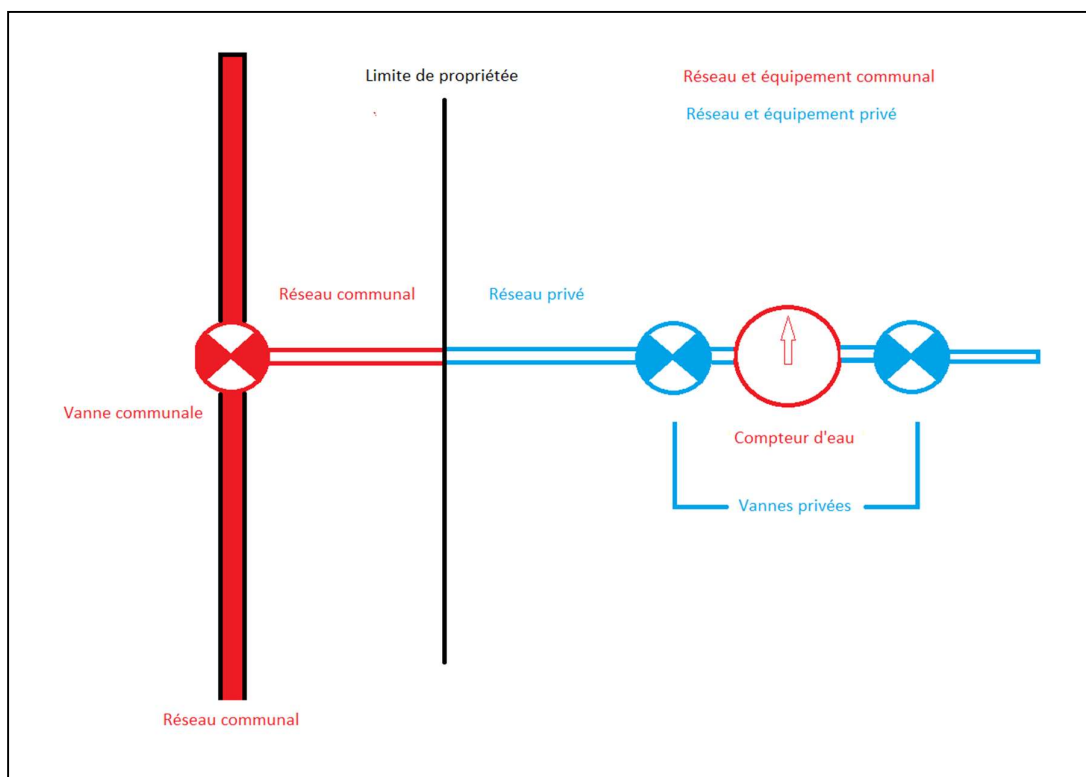 Limite de propriétée
Réseau et équipement communal
Réseau et équipement privé
Réseau communal
Réseau privé
Vanne communale
Compteur d'eau
Vannes privées
Réseau communal